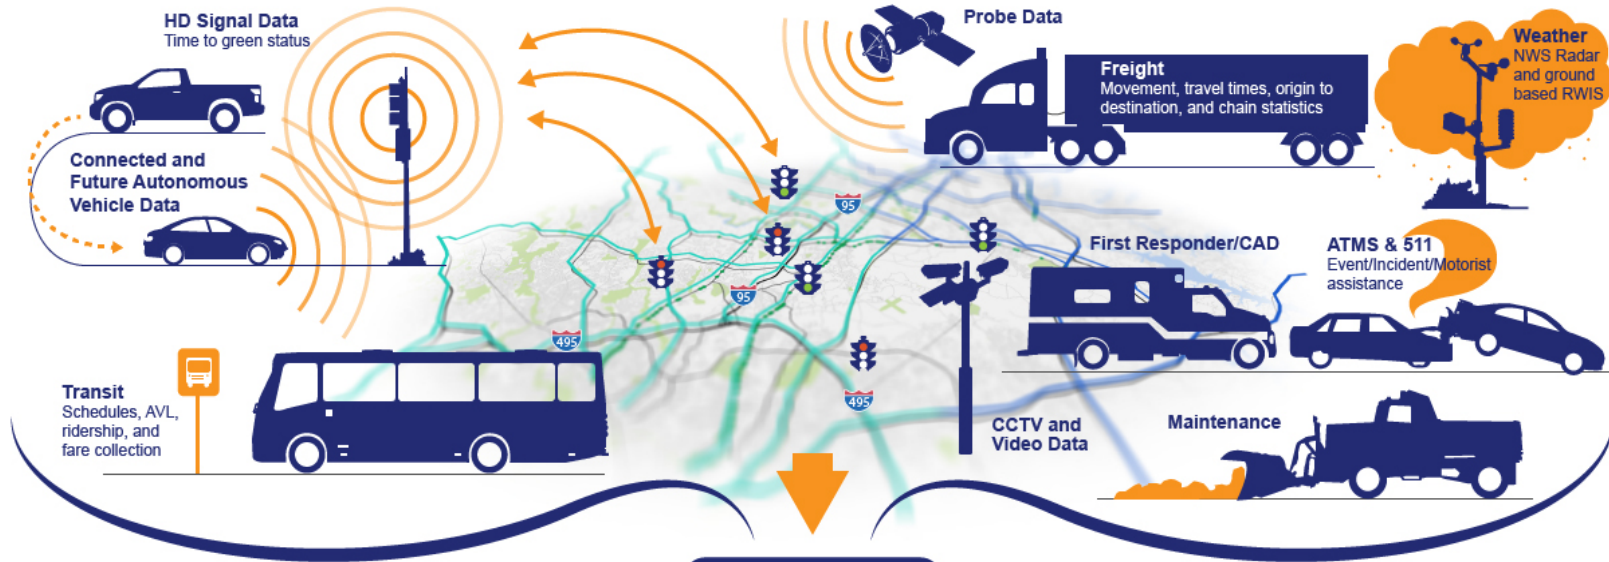 HD Signal Data
Time to green status
Connected and
Future Autonomous
Vehicle Data
Probe Data
Freight
Movement, travel times, origin to
destination, and chain statistics
Weather
NWS Radar
and ground
based RWIS
95
95
495
495
First Responder/CAD
ATMS & 511
Event/Incident/Motorist
assistance
Transit
Schedules, AVL,
ridership, and
fare collection
CCTV and
Video Data
Maintenance